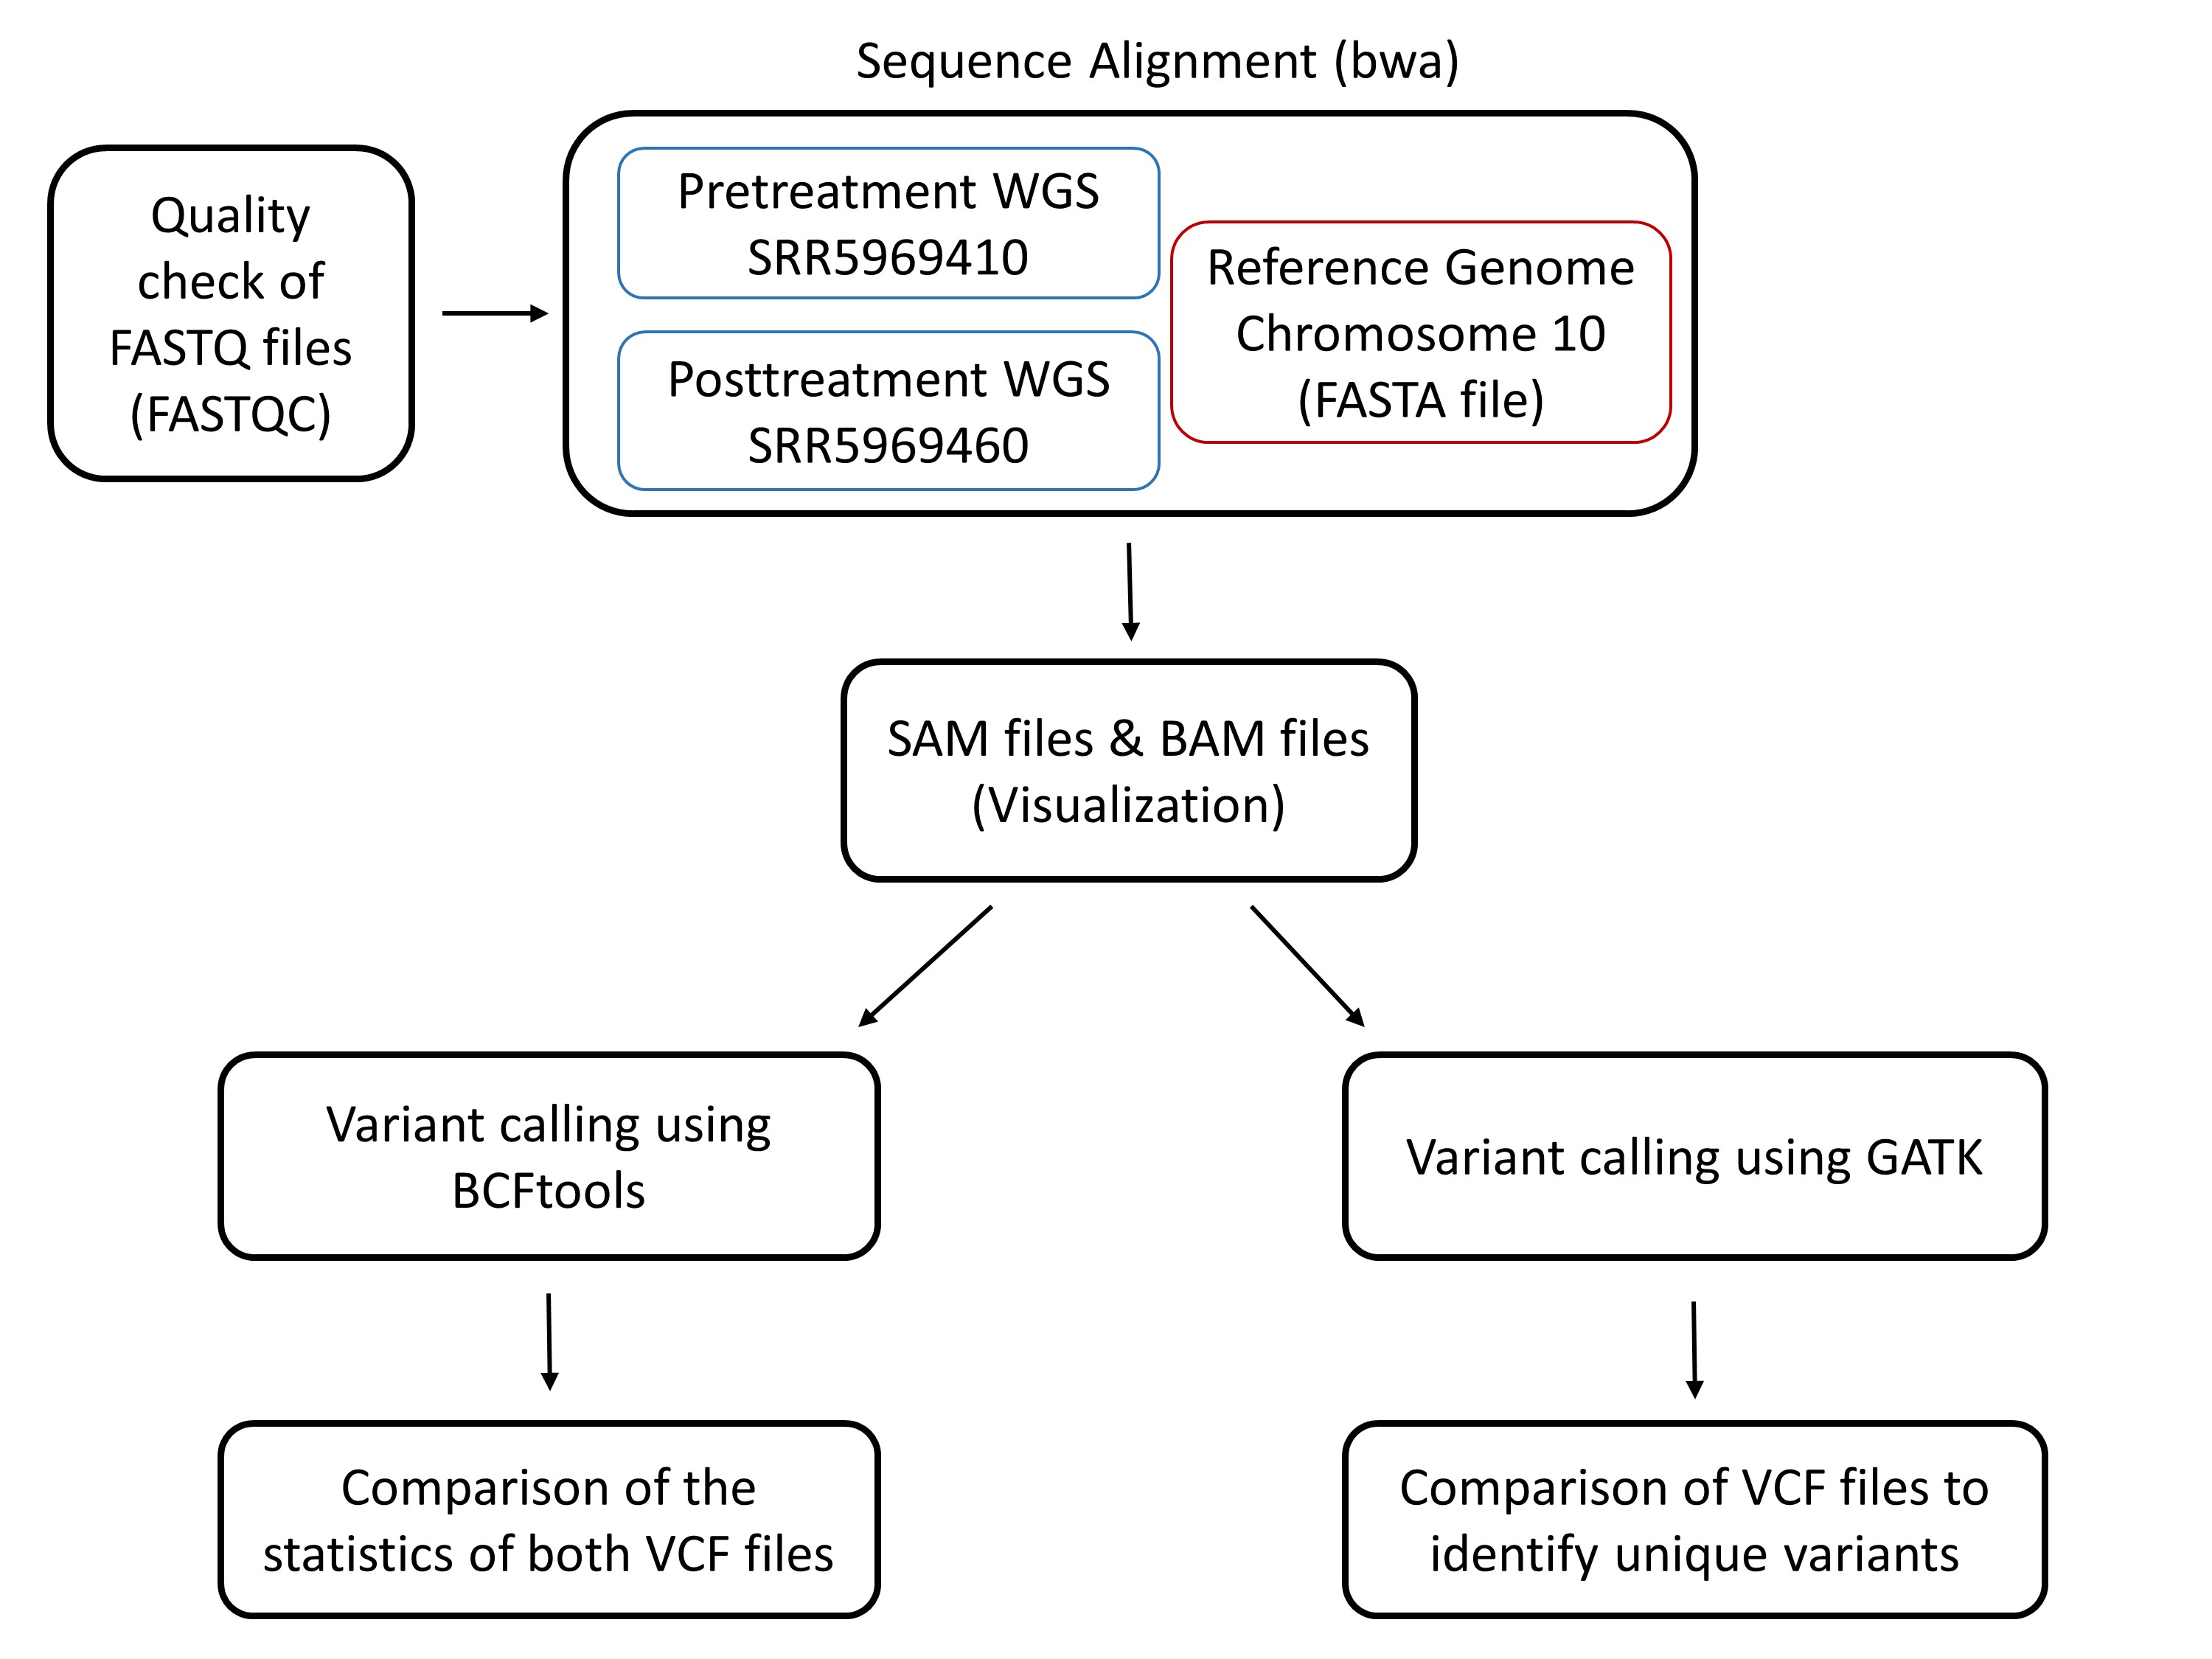 Sequence Alignment (bwa)
Quality
check of
FASTQ files
(FASTQC)
Pretreatment WGS
SRR5969410
Posttreatment WGS
SRR5969460
Reference Genome
Chromosome 10
(FASTA file)
SAM files & BAM files
(Visualization)
Variant calling using
BCFtools
Variant calling using GATK
Comparison of the
statistics of both VCF files
Comparison of VCF files to
identify unique variants